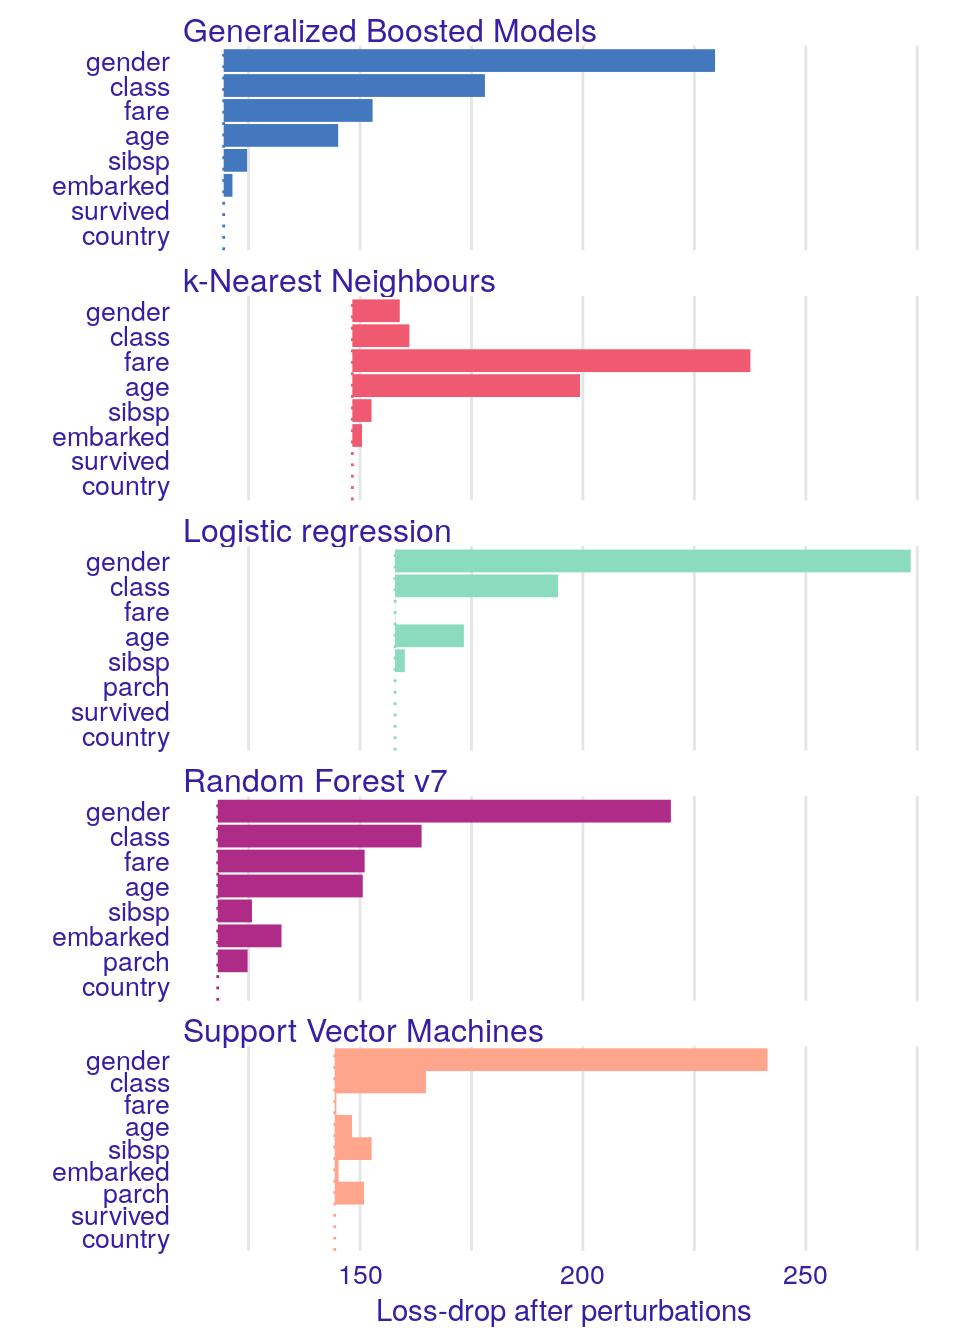 Generalized Boosted Models
gender
class
fare
age
sibsp
embarked
survived
country
k-Nearest Neighbours
gender
class
fare
age
sibsp
embarked
survived
country
Logistic regression
gender
class
fare
age
sibsp
parch
survived
country
Random Forest v7
gender
class
fare
age
sibsp
embarked
parch
country
Support Vector Machines
gender
class
fare
age
sibsp
embarked
parch
survived
country
150 200 250
Loss-drop after perturbations